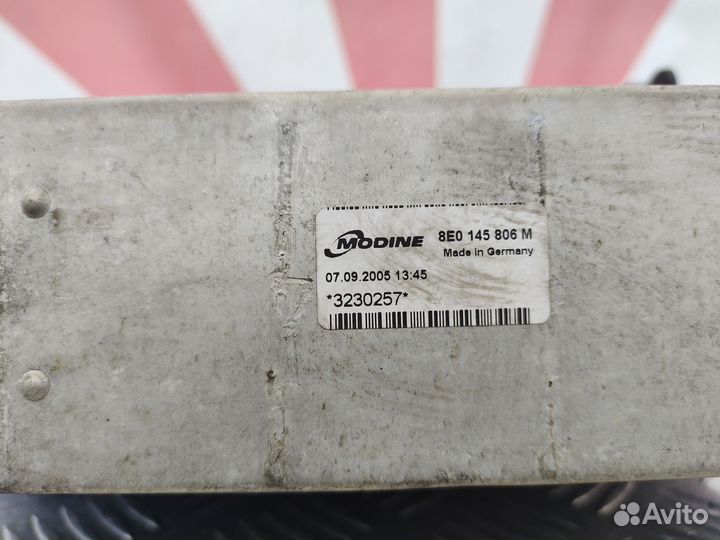 MODINE 8E0 145 806 M
Made in Germany
07.09.2005 13:45
*3230257*
Avito